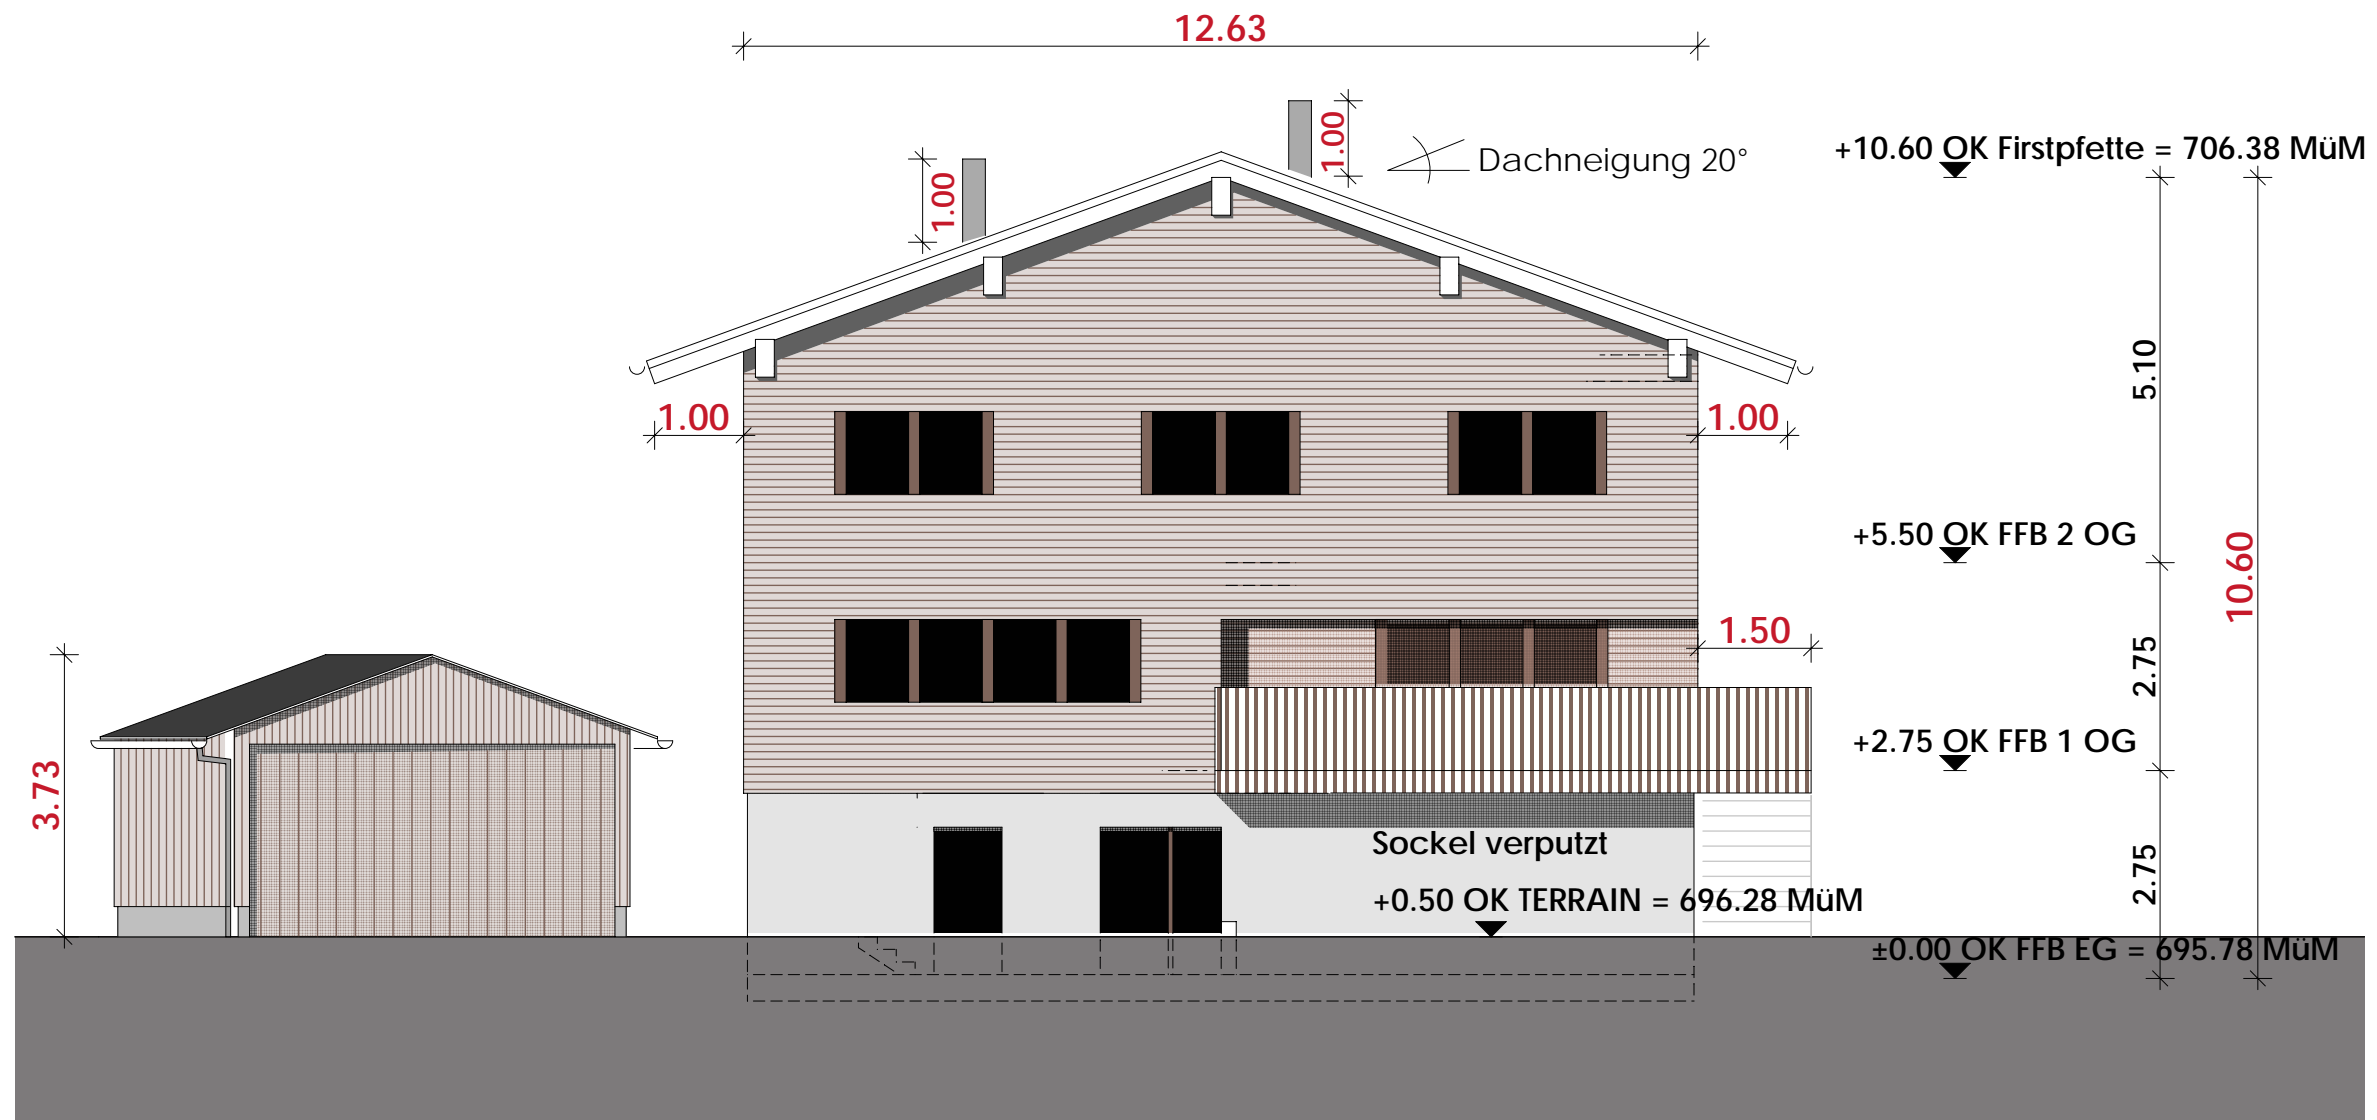 12.63
1.00
1.00
Dachneigung 20°
+10.60 OK Firstpfette = 706.38 MüM
5.10
1.00
1.00
+5.50 OK FFB 2 OG
10.60
1.50
2.75
+2.75 OK FFB 1 OG
3.73
Sockel verputzt
2.75
+0.50 OK TERRAIN = 696.28 MüM
±0.00 OK FFB EG = 695.78 MüM